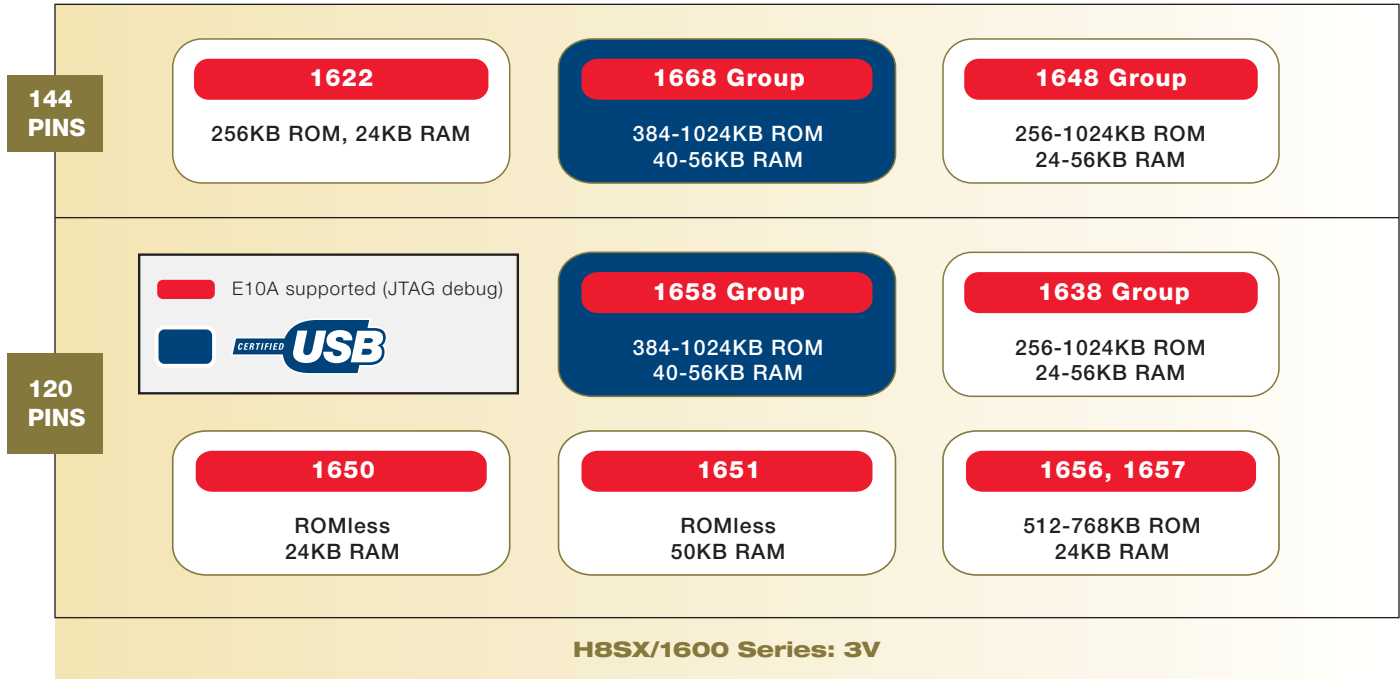 144
PINS
1622
256KB ROM, 24KB RAM
1668 Group
384-1024KB ROM
40-56KB RAM
1648 Group
256-1024KB ROM
24-56KB RAM
120
PINS
E10A supported (JTAG debug)
CERTIFIED USB
1658 Group
384-1024KB ROM
40-56KB RAM
1638 Group
256-1024KB ROM
24-56KB RAM
1650
ROMless
24KB RAM
1651
ROMless
50KB RAM
1656, 1657
512-768KB ROM
24KB RAM
H8SX/1600 Series: 3V